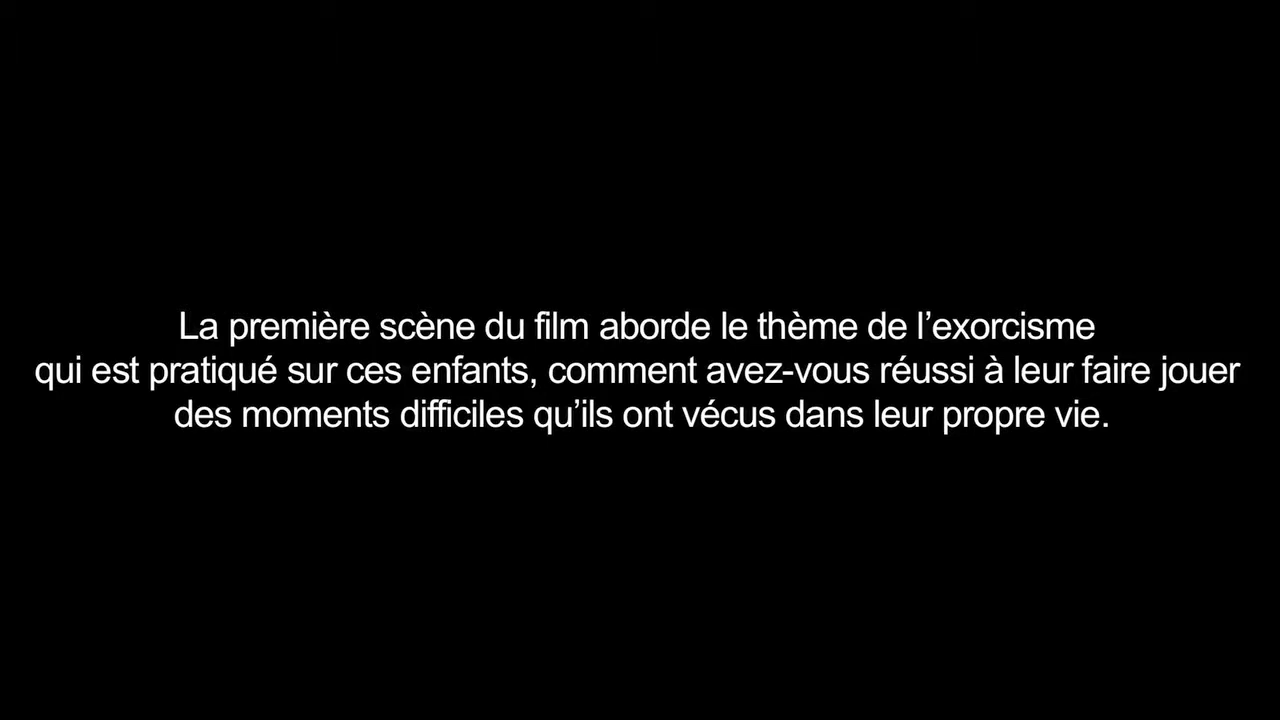 La première scène du film aborde le thème de l’exorcisme
qui est pratiqué sur ces enfants, comment avez-vous réussi à leur faire jouer
des moments difficiles qu’ils ont vécus dans leur propre vie.